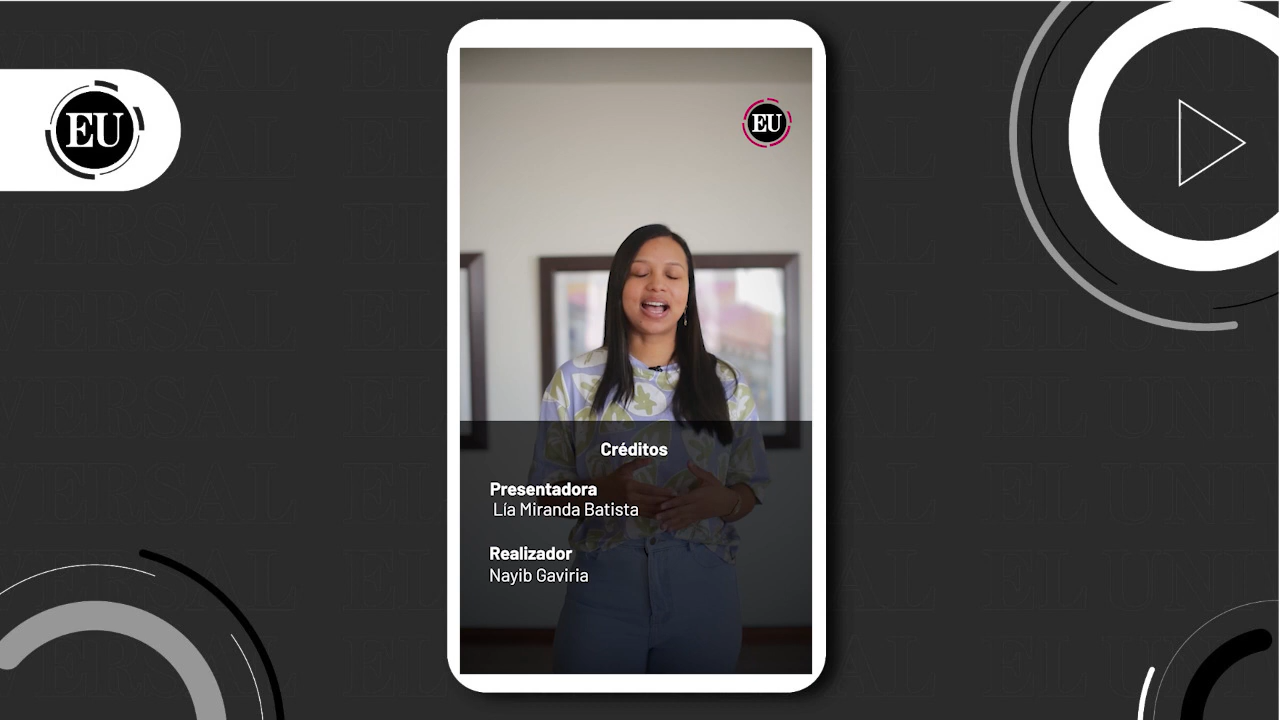 EU
EU
Créditos
Presentadora
Lía Miranda Batista
Realizador
Nayib Gaviria